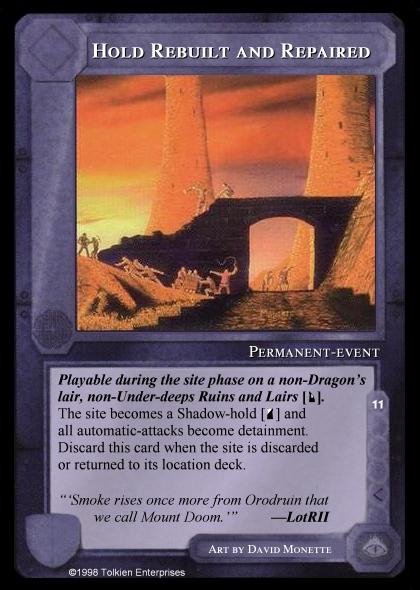 Hold Rebuilt and Repaired
Permanent-event
Playable during the site phase on a non-Dragon's
lair, non-Under-deeps Ruins and Lairs [].
The site becomes a Shadow-hold [] and
all automatic-attacks become detainment.
Discard this card when the site is discarded
or returned to its location deck.
11
"'Smoke rises once more from Orodruin that
we call Mount Doom.'" —LotRII
Art by David Monette
©1998 Tolkien Enterprises